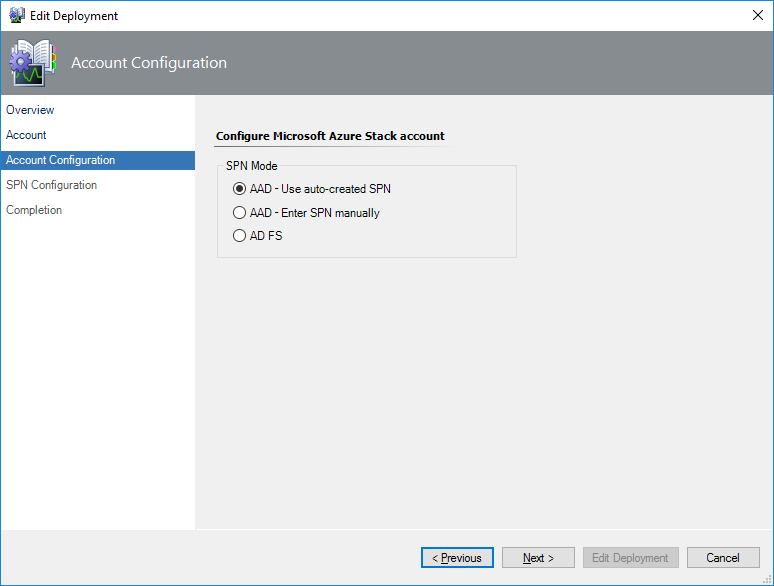 Edit Deployment
Account Configuration
Overview
Account
Account Configuration
SPN Configuration
Completion
Configure Microsoft Azure Stack account
SPN Mode
AAD - Use auto-created SPN
AAD - Enter SPN manually
AD FS
< Previous
Next >
Edit Deployment
Cancel